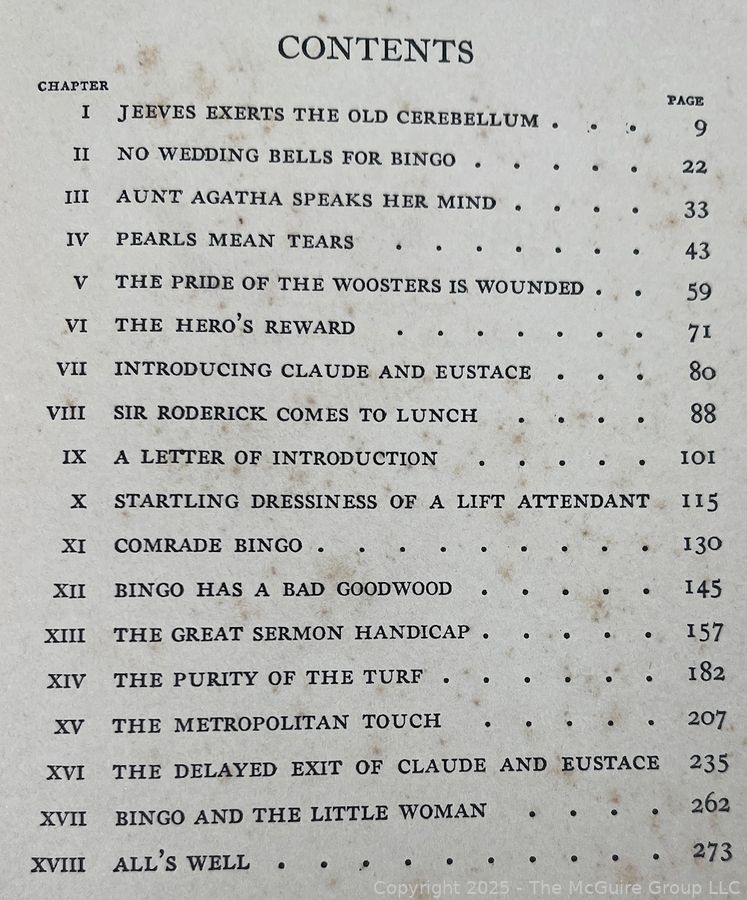 CONTENTS
CHAPTER PAGE
I JEEVES EXERTS THE OLD CEREBELLUM . . . 9
II NO WEDDING BELLS FOR BINGO . . . . . 22
III AUNT AGATHA SPEAKS HER MIND . . . . 33
IV PEARLS MEAN TEARS . . . . . . . 43
V THE PRIDE OF THE WOOSTERS IS WOUNDED . . 59
VI THE HERO'S REWARD . . . . . . . 71
VII INTRODUCING CLAUDE AND EUSTACE . . . 80
VIII SIR RODERICK COMES TO LUNCH . . . . 88
IX A LETTER OF INTRODUCTION . . . . . 101
X STARTLING DRESSINESS OF A LIFT ATTENDANT 115
XI COMRADE BINGO . . . . . . . . . 130
XII BINGO HAS A BAD GOODWOOD . . . . . 145
XIII THE GREAT SERMON HANDICAP . . . . . 157
XIV THE PURITY OF THE TURF . . . . . . 182
XV THE METROPOLITAN TOUCH . . . . . 207
XVI THE DELAYED EXIT OF CLAUDE AND EUSTACE 235
XVII BINGO AND THE LITTLE WOMAN . . . . 262
XVIII ALL'S WELL . . . . . . . . . . 273
Copyright 2025 - The McGuire Group LLC